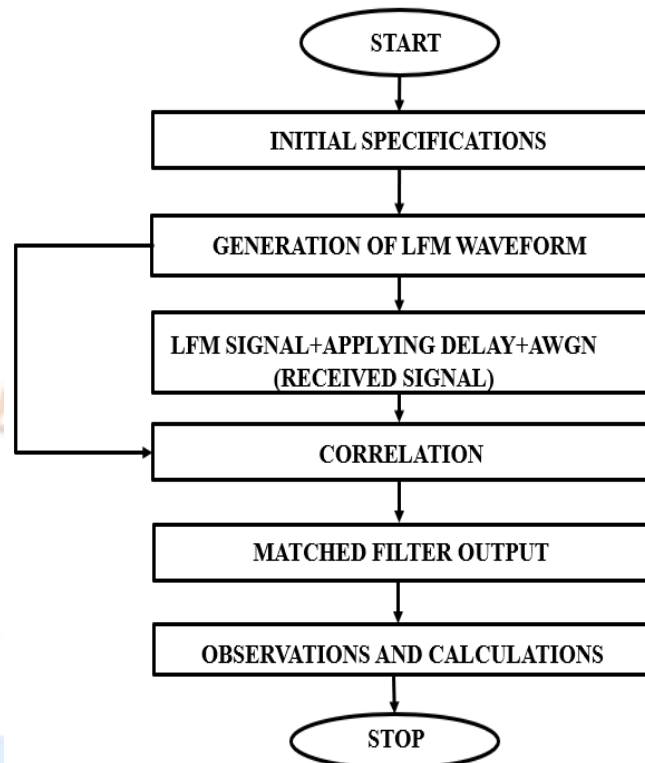 START
INITIAL SPECIFICATIONS
GENERATION OF LFM WAVEFORM
LFM SIGNAL+APPLYING DELAY+AWGN
(RECEIVED SIGNAL)
CORRELATION
MATCHED FILTER OUTPUT
OBSERVATIONS AND CALCULATIONS
STOP